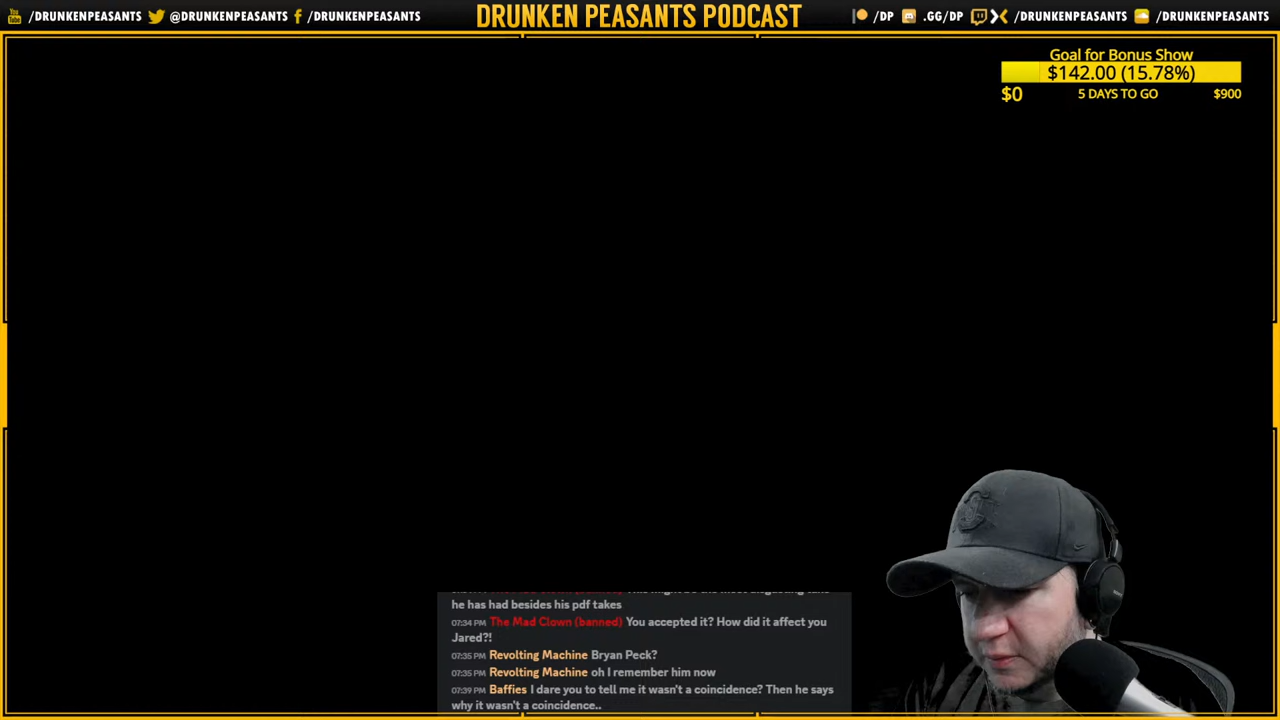 You Tube /DRUNKENPEASANTS @DRUNKENPEASANTS /DRUNKENPEASANTS DRUNKEN PEASANTS PODCAST /DP .GG/DP /DRUNKENPEASANTS /DRUNKENPEASANTS
Goal for Bonus Show
$142.00 (15.78%)
$0 5 DAYS TO GO $900
he has had besides his pdf takes
07:34 PM The Mad Clown (banned) You accepted it? How did it affect you
Jared?!
07:35 PM Revolting Machine Bryan Peck?
07:35 PM Revolting Machine oh I remember him now
07:39 PM Baffies I dare you to tell me it wasn't a coincidence? Then he says
why it wasn't a coincidence..